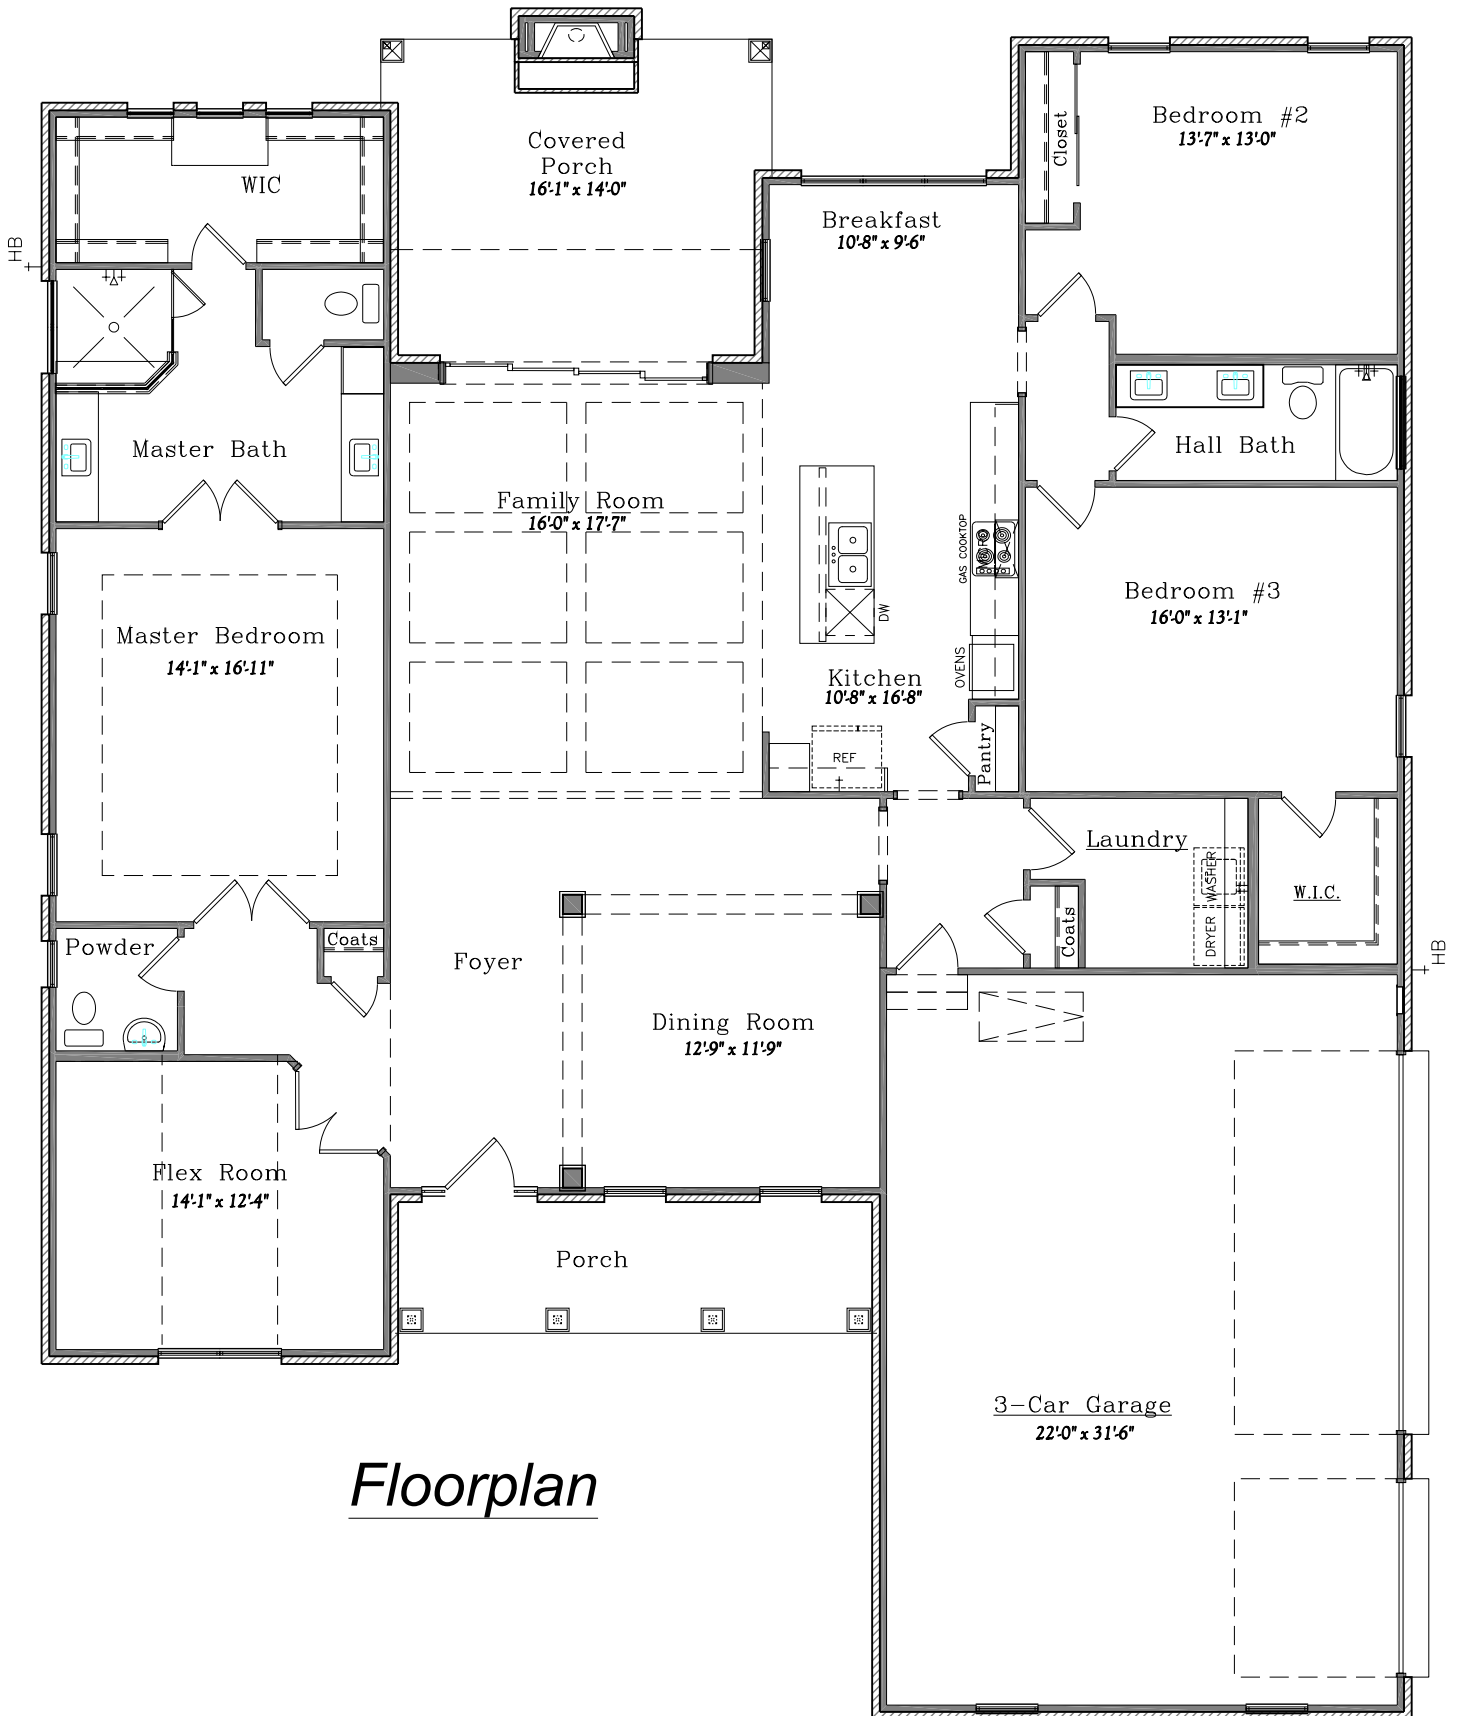 Covered
Porch
16'-1" x 14'-0"
Bedroom #2
13'-7" x 13'-0"
Closet
WIC
HB
Breakfast
10'-8" x 9'-6"
Master Bath
Hall Bath
Family Room
16'-0" x 17'-7"
GAS COOKTOP
MICRO
DW
Bedroom #3
16'-0" x 13'-1"
Master Bedroom
14'-1" x 16'-11"
OVENS
Kitchen
10'-8" x 16'-8"
REF
Pantry
Laundry
WASHER
DRYER
W.I.C.
Powder
Coats
Coats
Foyer
HB
Dining Room
12'-9" x 11'-9"
Flex Room
14'-1" x 12'-4"
Porch
3-Car Garage
22'-0" x 31'-6"
Floorplan